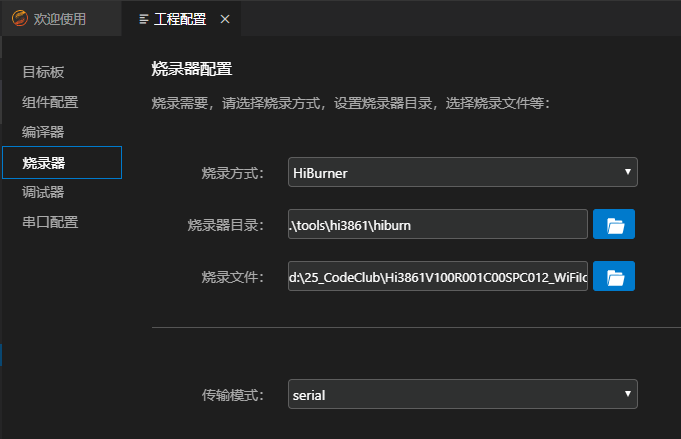 欢迎使用
工程配置
目标板
组件配置
编译器
烧录器
调试器
串口配置
烧录器配置
烧录需要，请选择烧录方式，设置烧录器目录，选择烧录文件等：
烧录方式： HiBurner
烧录器目录： .\tools\hi3861\hiburn
烧录文件： d:\25_CodeClub\Hi3861V100R001C00SPC012_WiFiIo
传输模式： serial